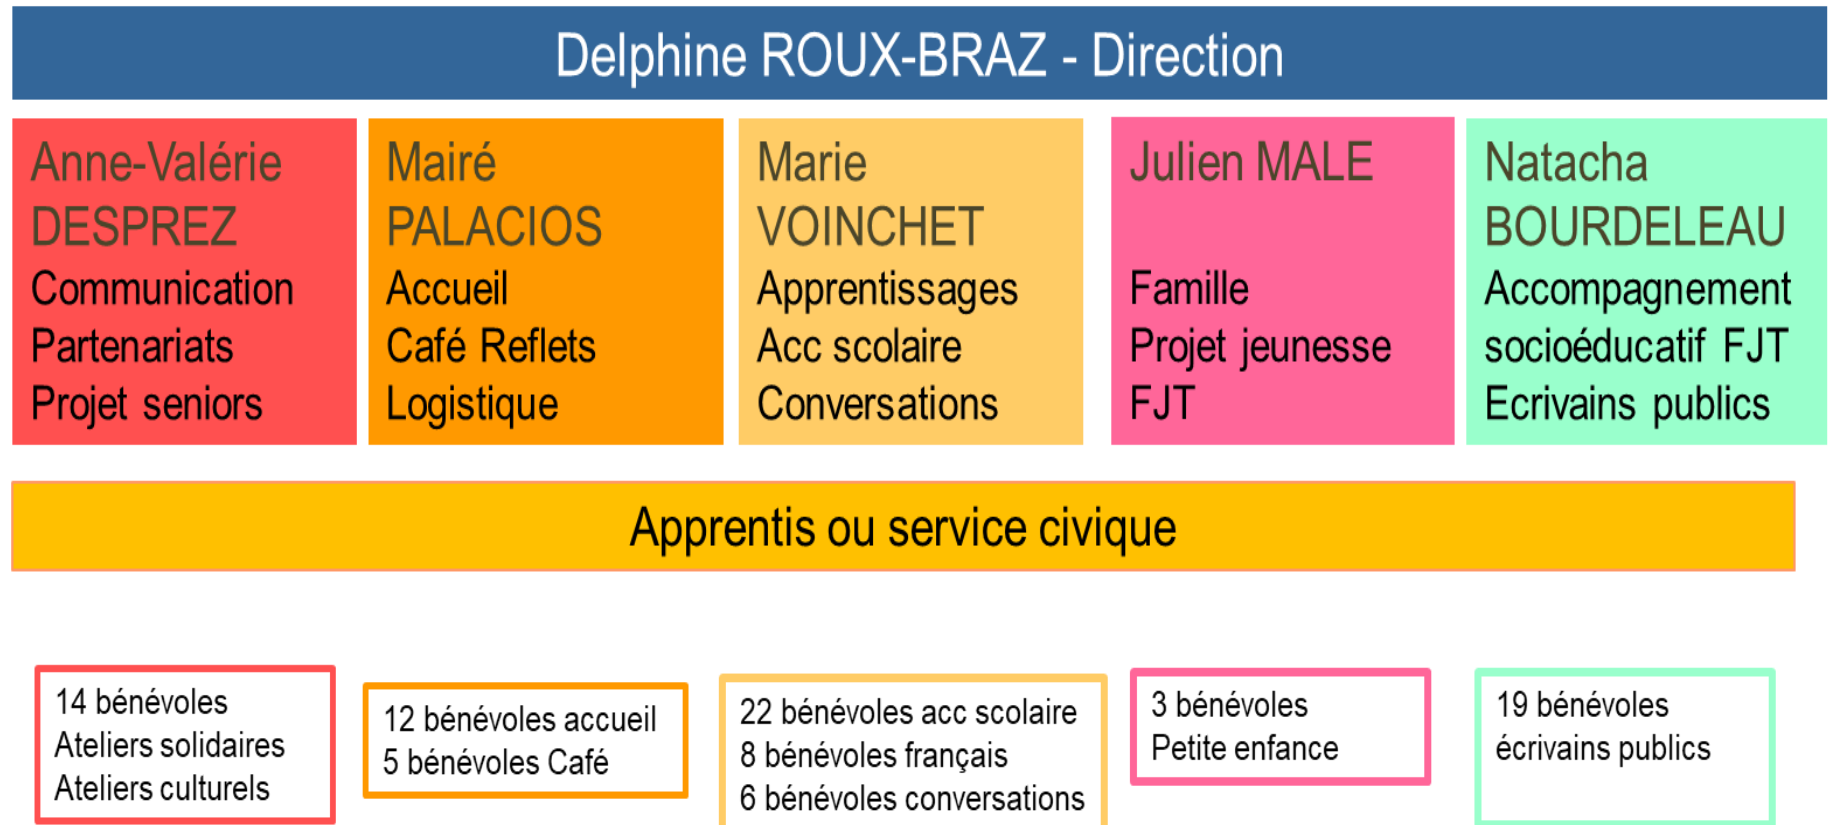 Delphine ROUX-BRAZ - Direction
Anne-Valérie
DESPREZ
Communication
Partenariats
Projet seniors
Mairé
PALACIOS
Accueil
Café Reflets
Logistique
Marie
VOINCHET
Apprentissages
Acc scolaire
Conversations
Julien MALE
Famille
Projet jeunesse
FJT
Natacha
BOURDELEAU
Accompagnement
socioéducatif FJT
Ecrivains publics
Apprentis ou service civique
14 bénévoles
Ateliers solidaires
Ateliers culturels
12 bénévoles accueil
5 bénévoles Café
22 bénévoles acc scolaire
8 bénévoles français
6 bénévoles conversations
3 bénévoles
Petite enfance
19 bénévoles
écrivains publics